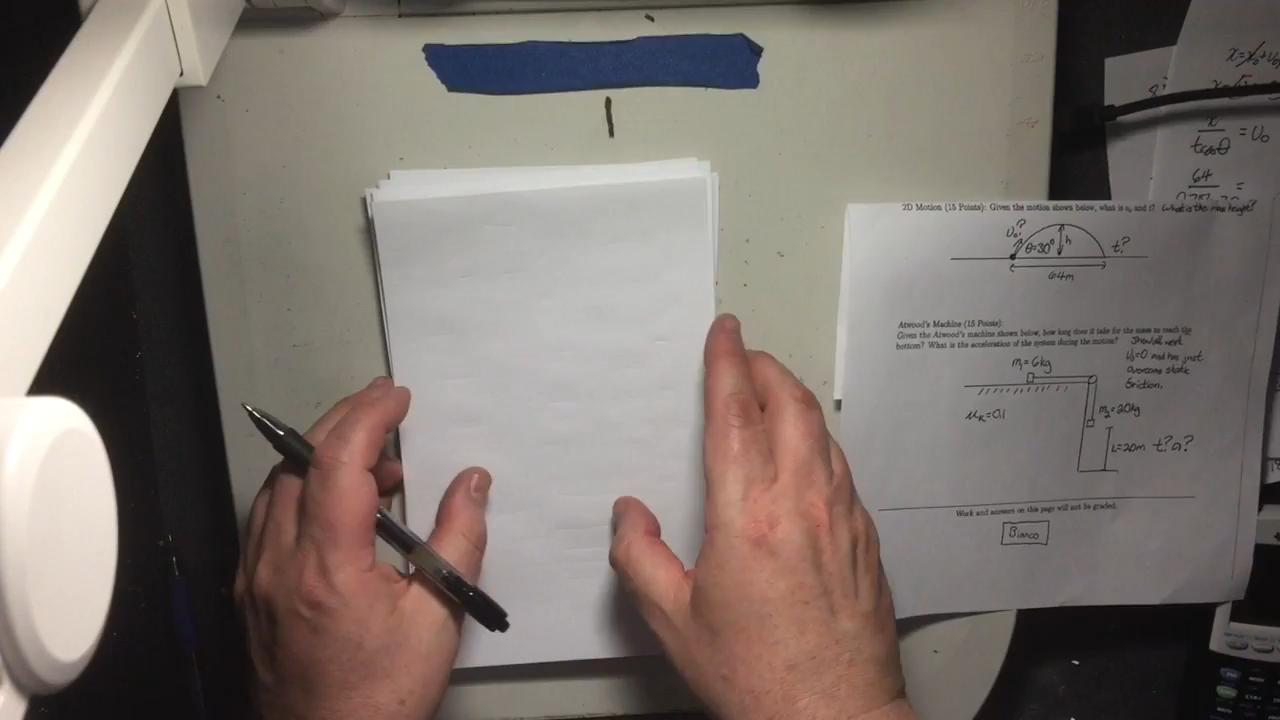 x=x₀+v₀
x
tcosθ
= v₀
64
=
2D Motion (15 Points): Given the motion shown below, what is v₀ and t? What is the max height?
v₀?
θ=30°
h
t?
64m
Atwood's Machine (15 Points):
Given the Atwood's machine shown below, how long does it take for the mass to reach the
bottom? What is the acceleration of the system during the motion?
Show all work
v₀=0 and has just
overcome static
friction.
m₁=6kg
μₖ=0.1
m₂=20kg
L=20m t? a?
Work and answers on this page will not be graded.
Bianco